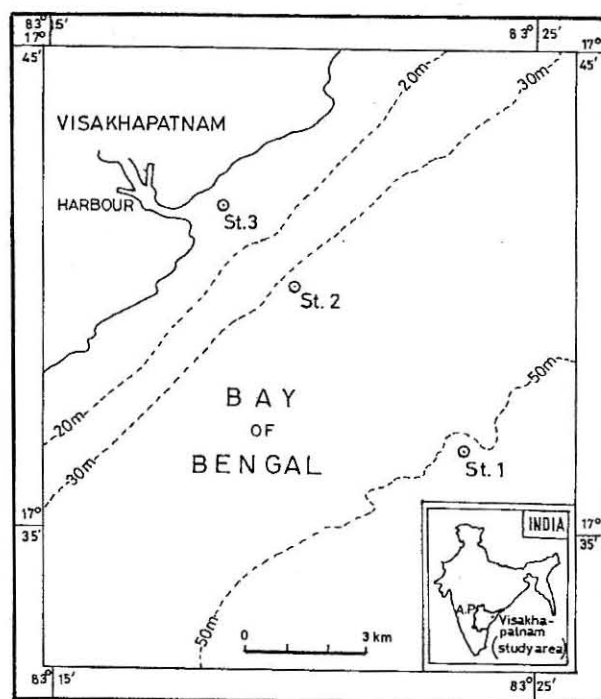 83° 15'
83° 25'
17°
45'
17°
45'
20m
30m
VISAKHAPATNAM
HARBOUR
St.3
St. 2
50m
BAY
OF
BENGAL
20m
30m
St. 1
17°
35'
17°
35'
INDIA
A.P.
Visakha-
patnam
(study area)
50m
0 3 km
83° 15'
83° 25'